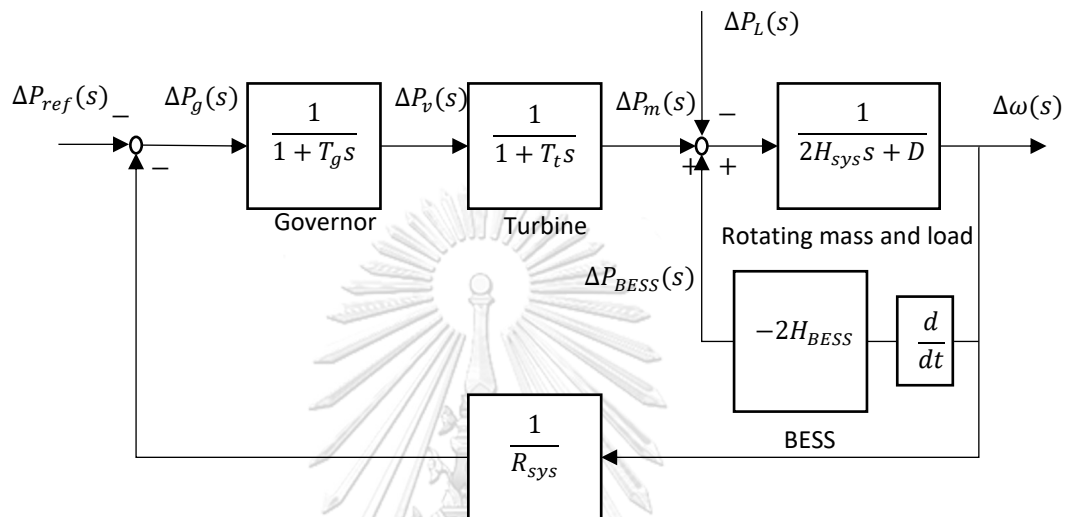 ΔP_L(s)
ΔP_ref(s)
−
ΔP_g(s)
1 / (1 + T_g s)
Governor
ΔP_v(s)
1 / (1 + T_t s)
Turbine
ΔP_m(s)
−
+
+
1 / (2H_sys s + D)
Rotating mass and load
Δω(s)
−
ΔP_BESS(s)
−2H_BESS
d / dt
BESS
1 / R_sys